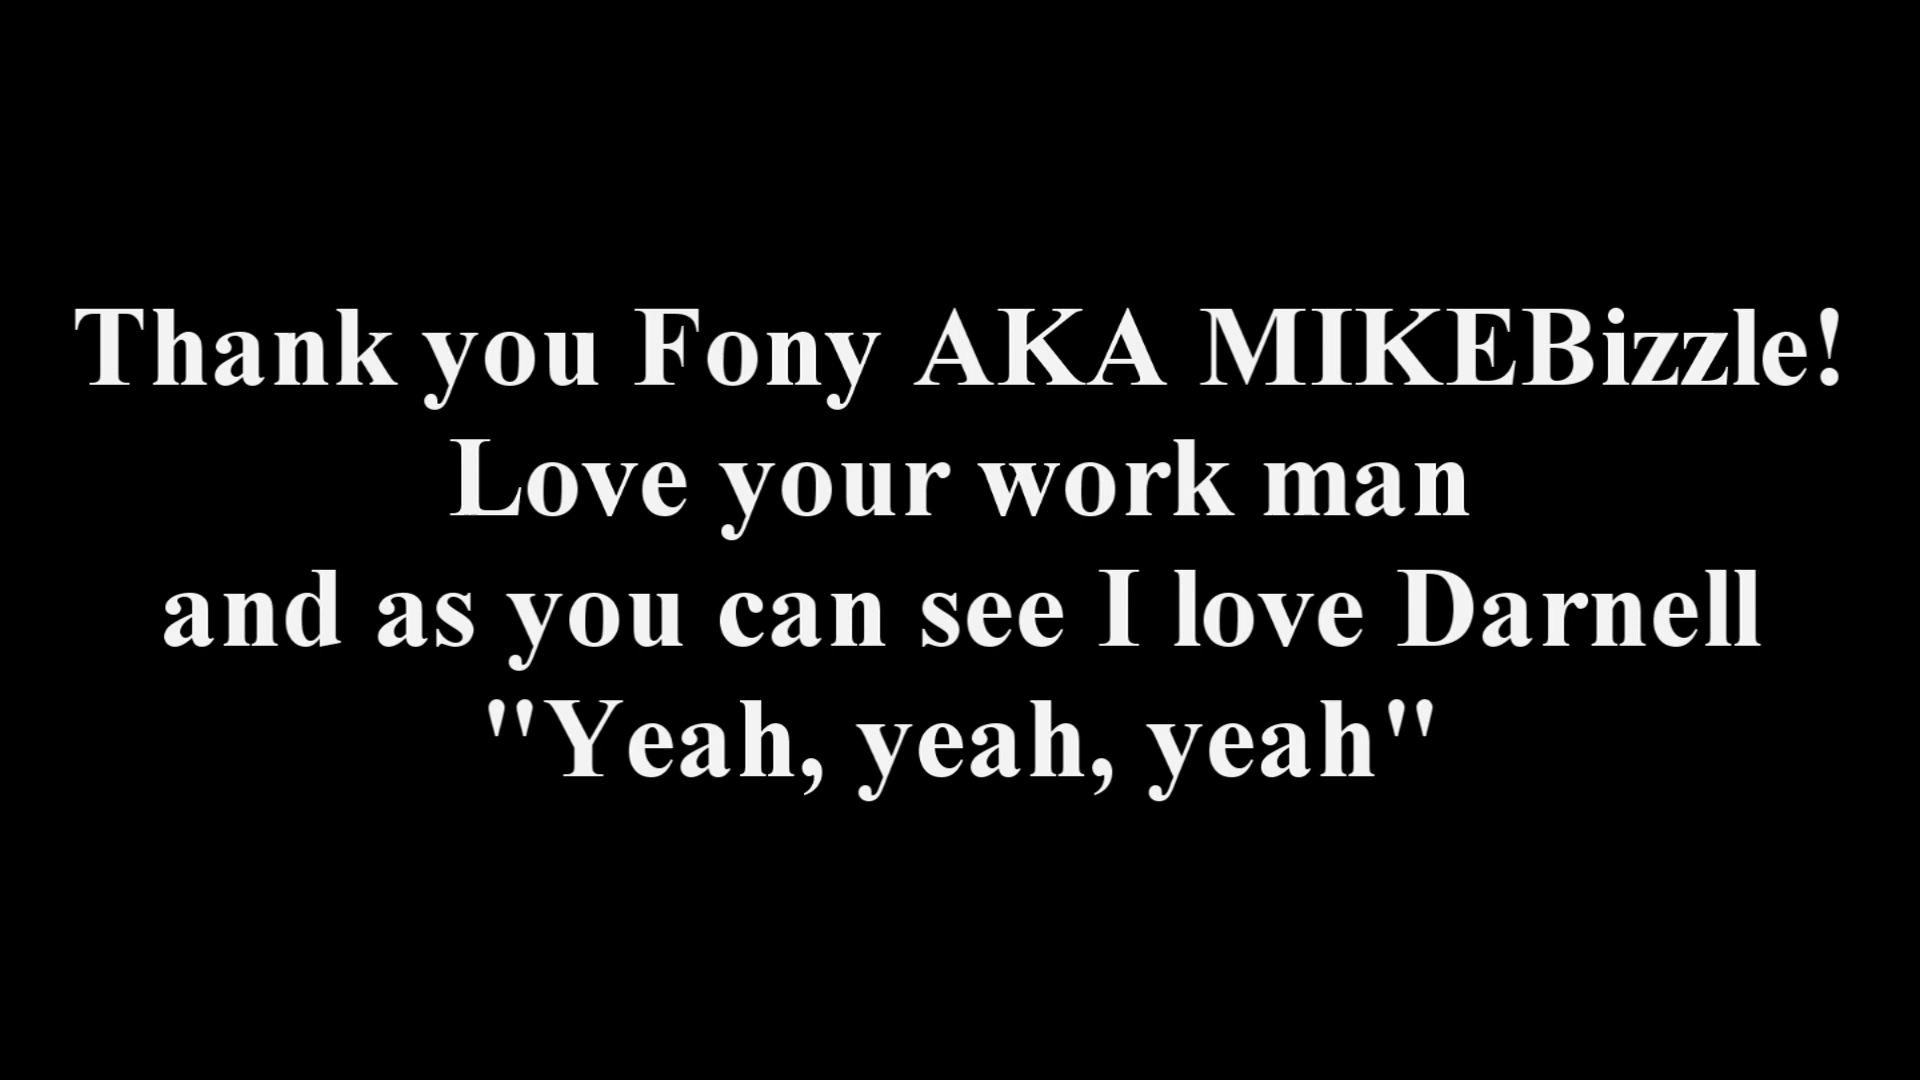 Thank you Fony AKA MIKEBizzle!
Love your work man
and as you can see I love Darnell
"Yeah, yeah, yeah"